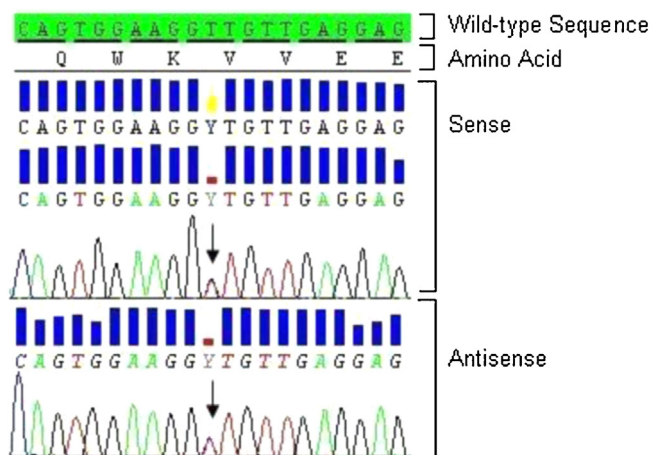 CAGTGGAAGGTTGTTGAGGAG Wild-type Sequence
Q W K V V E E Amino Acid
CAGTGGAAGGYTGTTGAGGAG Sense
CAGTGGAAGGYTGTTGAGGAG
CAGTGGAAGGYTGTTGAGGAG Antisense